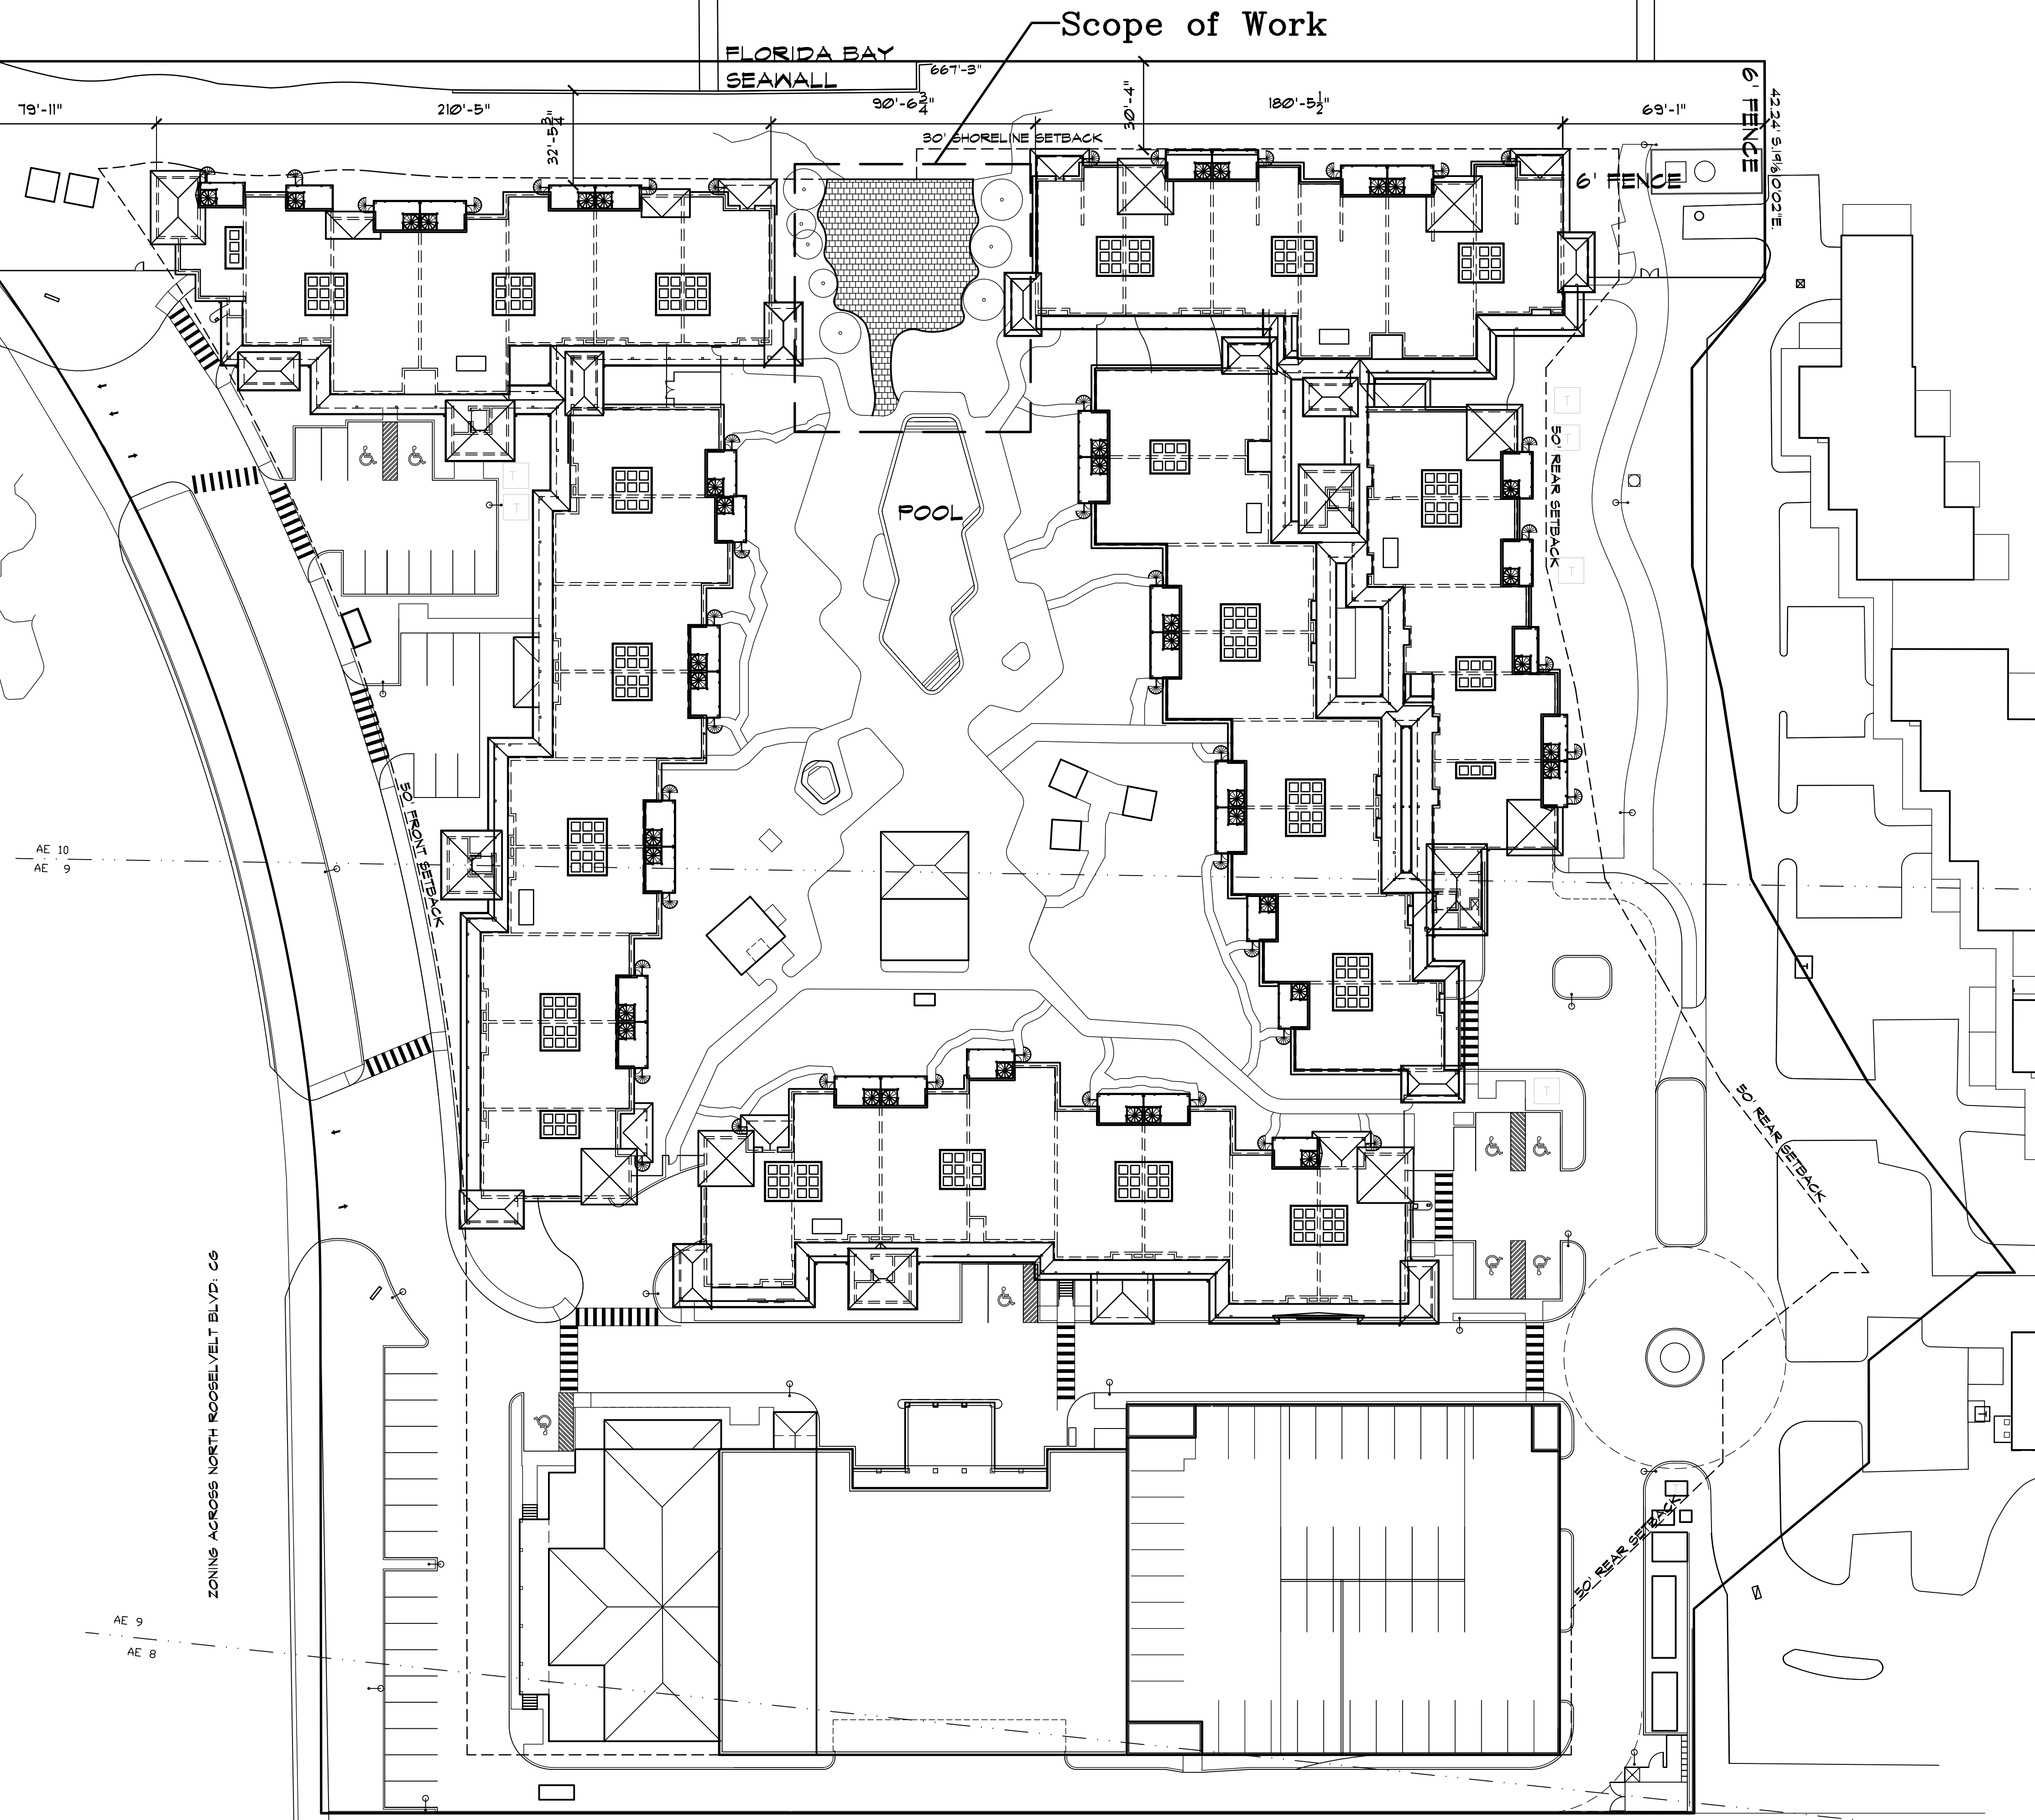 Scope of Work
FLORIDA BAY
SEAWALL
667'-3"
79'-11"
210'-5"
90'-6 3/4"
180'-5 1/2"
69'-1"
32'-5 3/4"
30'-4"
30' SHORELINE SETBACK
6' FENCE
6' FENCE
POOL
T
T
T
T
T
50' REAR SETBACK
AE 10
AE 9
50' FRONT SETBACK
T
T
50' REAR SETBACK
ZONING ACROSS NORTH ROOSELVELT BLVD: CG
T
T
50' REAR SETBACK
AE 9
AE 8